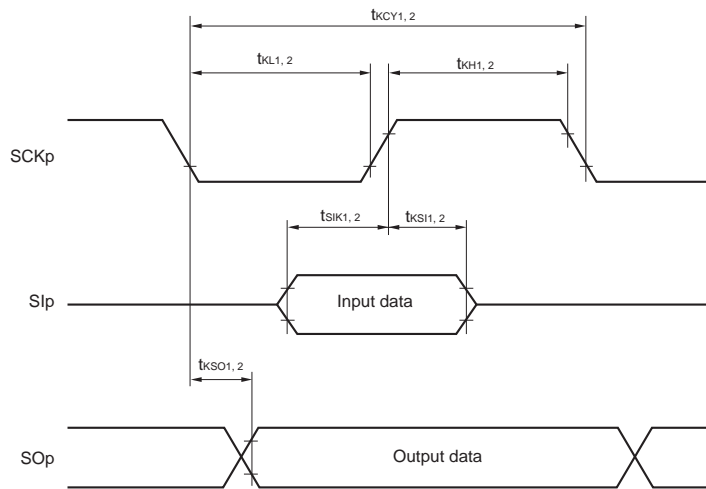 tKCY1, 2
tKL1, 2
tKH1, 2
SCKp
tSIK1, 2
tKSI1, 2
SIp
Input data
tKSO1, 2
SOp
Output data